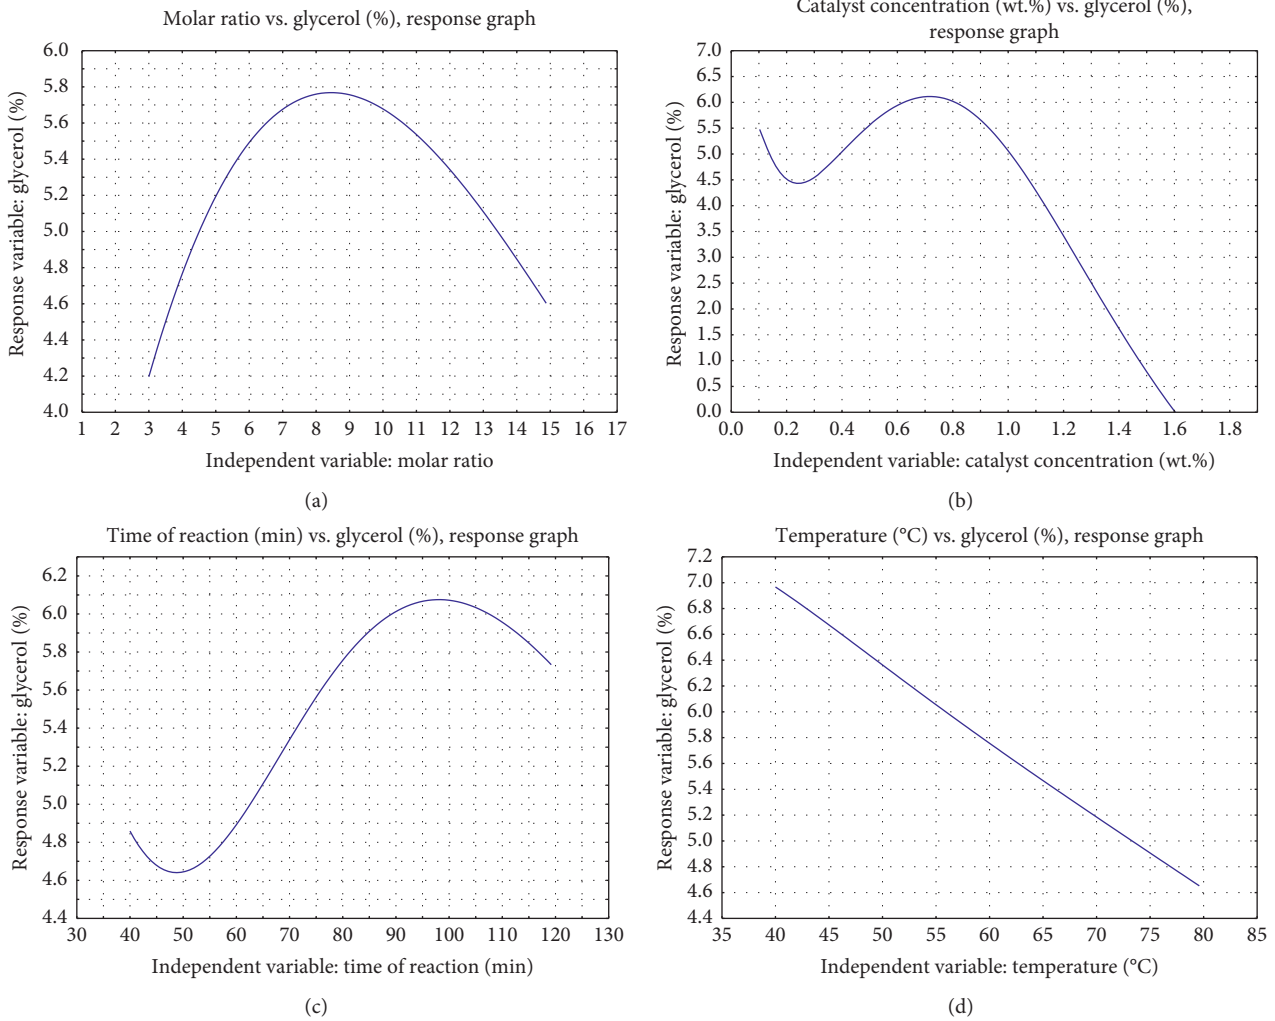 Molar ratio vs. glycerol (%), response graph
Response variable: glycerol (%)
6.0
5.8
5.6
5.4
5.2
5.0
4.8
4.6
4.4
4.2
4.0
1 2 3 4 5 6 7 8 9 10 11 12 13 14 15 16 17
Independent variable: molar ratio
(a)
Catalyst concentration (wt.%) vs. glycerol (%),
response graph
Response variable: glycerol (%)
7.0
6.5
6.0
5.5
5.0
4.5
4.0
3.5
3.0
2.5
2.0
1.5
1.0
0.5
0.0
0.0 0.2 0.4 0.6 0.8 1.0 1.2 1.4 1.6 1.8
Independent variable: catalyst concentration (wt.%)
(b)
Time of reaction (min) vs. glycerol (%), response graph
Response variable: glycerol (%)
6.2
6.0
5.8
5.6
5.4
5.2
5.0
4.8
4.6
4.4
30 40 50 60 70 80 90 100 110 120 130
Independent variable: time of reaction (min)
(c)
Temperature (°C) vs. glycerol (%), response graph
Response variable: glycerol (%)
7.2
7.0
6.8
6.6
6.4
6.2
6.0
5.8
5.6
5.4
5.2
5.0
4.8
4.6
4.4
35 40 45 50 55 60 65 70 75 80 85
Independent variable: temperature (°C)
(d)